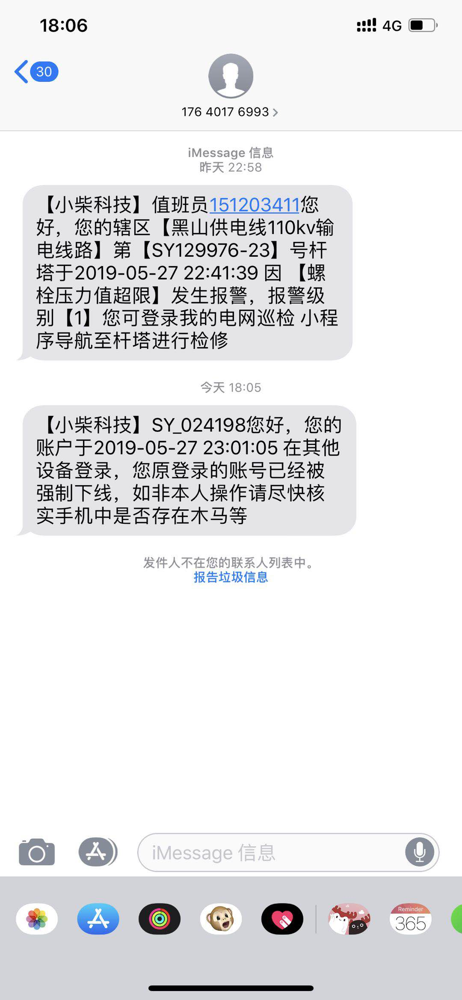 18:06
4G
30
176 4017 6993
iMessage 信息
昨天 22:58
【小柴科技】值班员151203411您
好，您的辖区【黑山供电线110kv输
电线路】第【SY129976-23】号杆
塔于2019-05-27 22:41:39 因 【螺
栓压力值超限】发生报警，报警级
别【1】您可登录我的电网巡检 小程
序导航至杆塔进行检修
今天 18:05
【小柴科技】SY_024198您好，您的
账户于2019-05-27 23:01:05 在其他
设备登录，您原登录的账号已经被
强制下线，如非本人操作请尽快核
实手机中是否存在木马等
发件人不在您的联系人列表中。
报告垃圾信息
iMessage 信息
Reminder
365